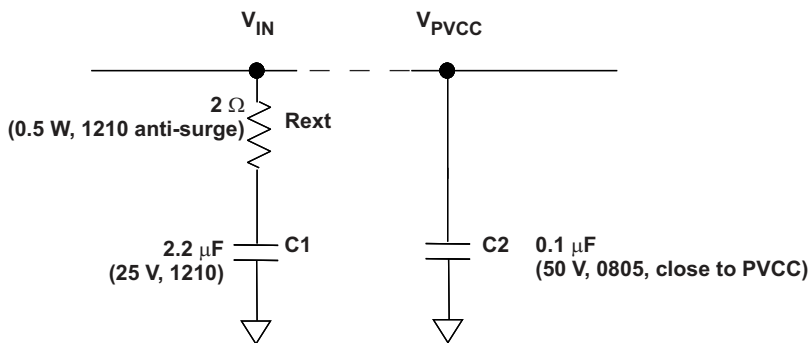 V_IN
V_PVCC
2 Ω
(0.5 W, 1210 anti-surge)
Rext
2.2 μF
(25 V, 1210)
C1
C2
0.1 μF
(50 V, 0805, close to PVCC)